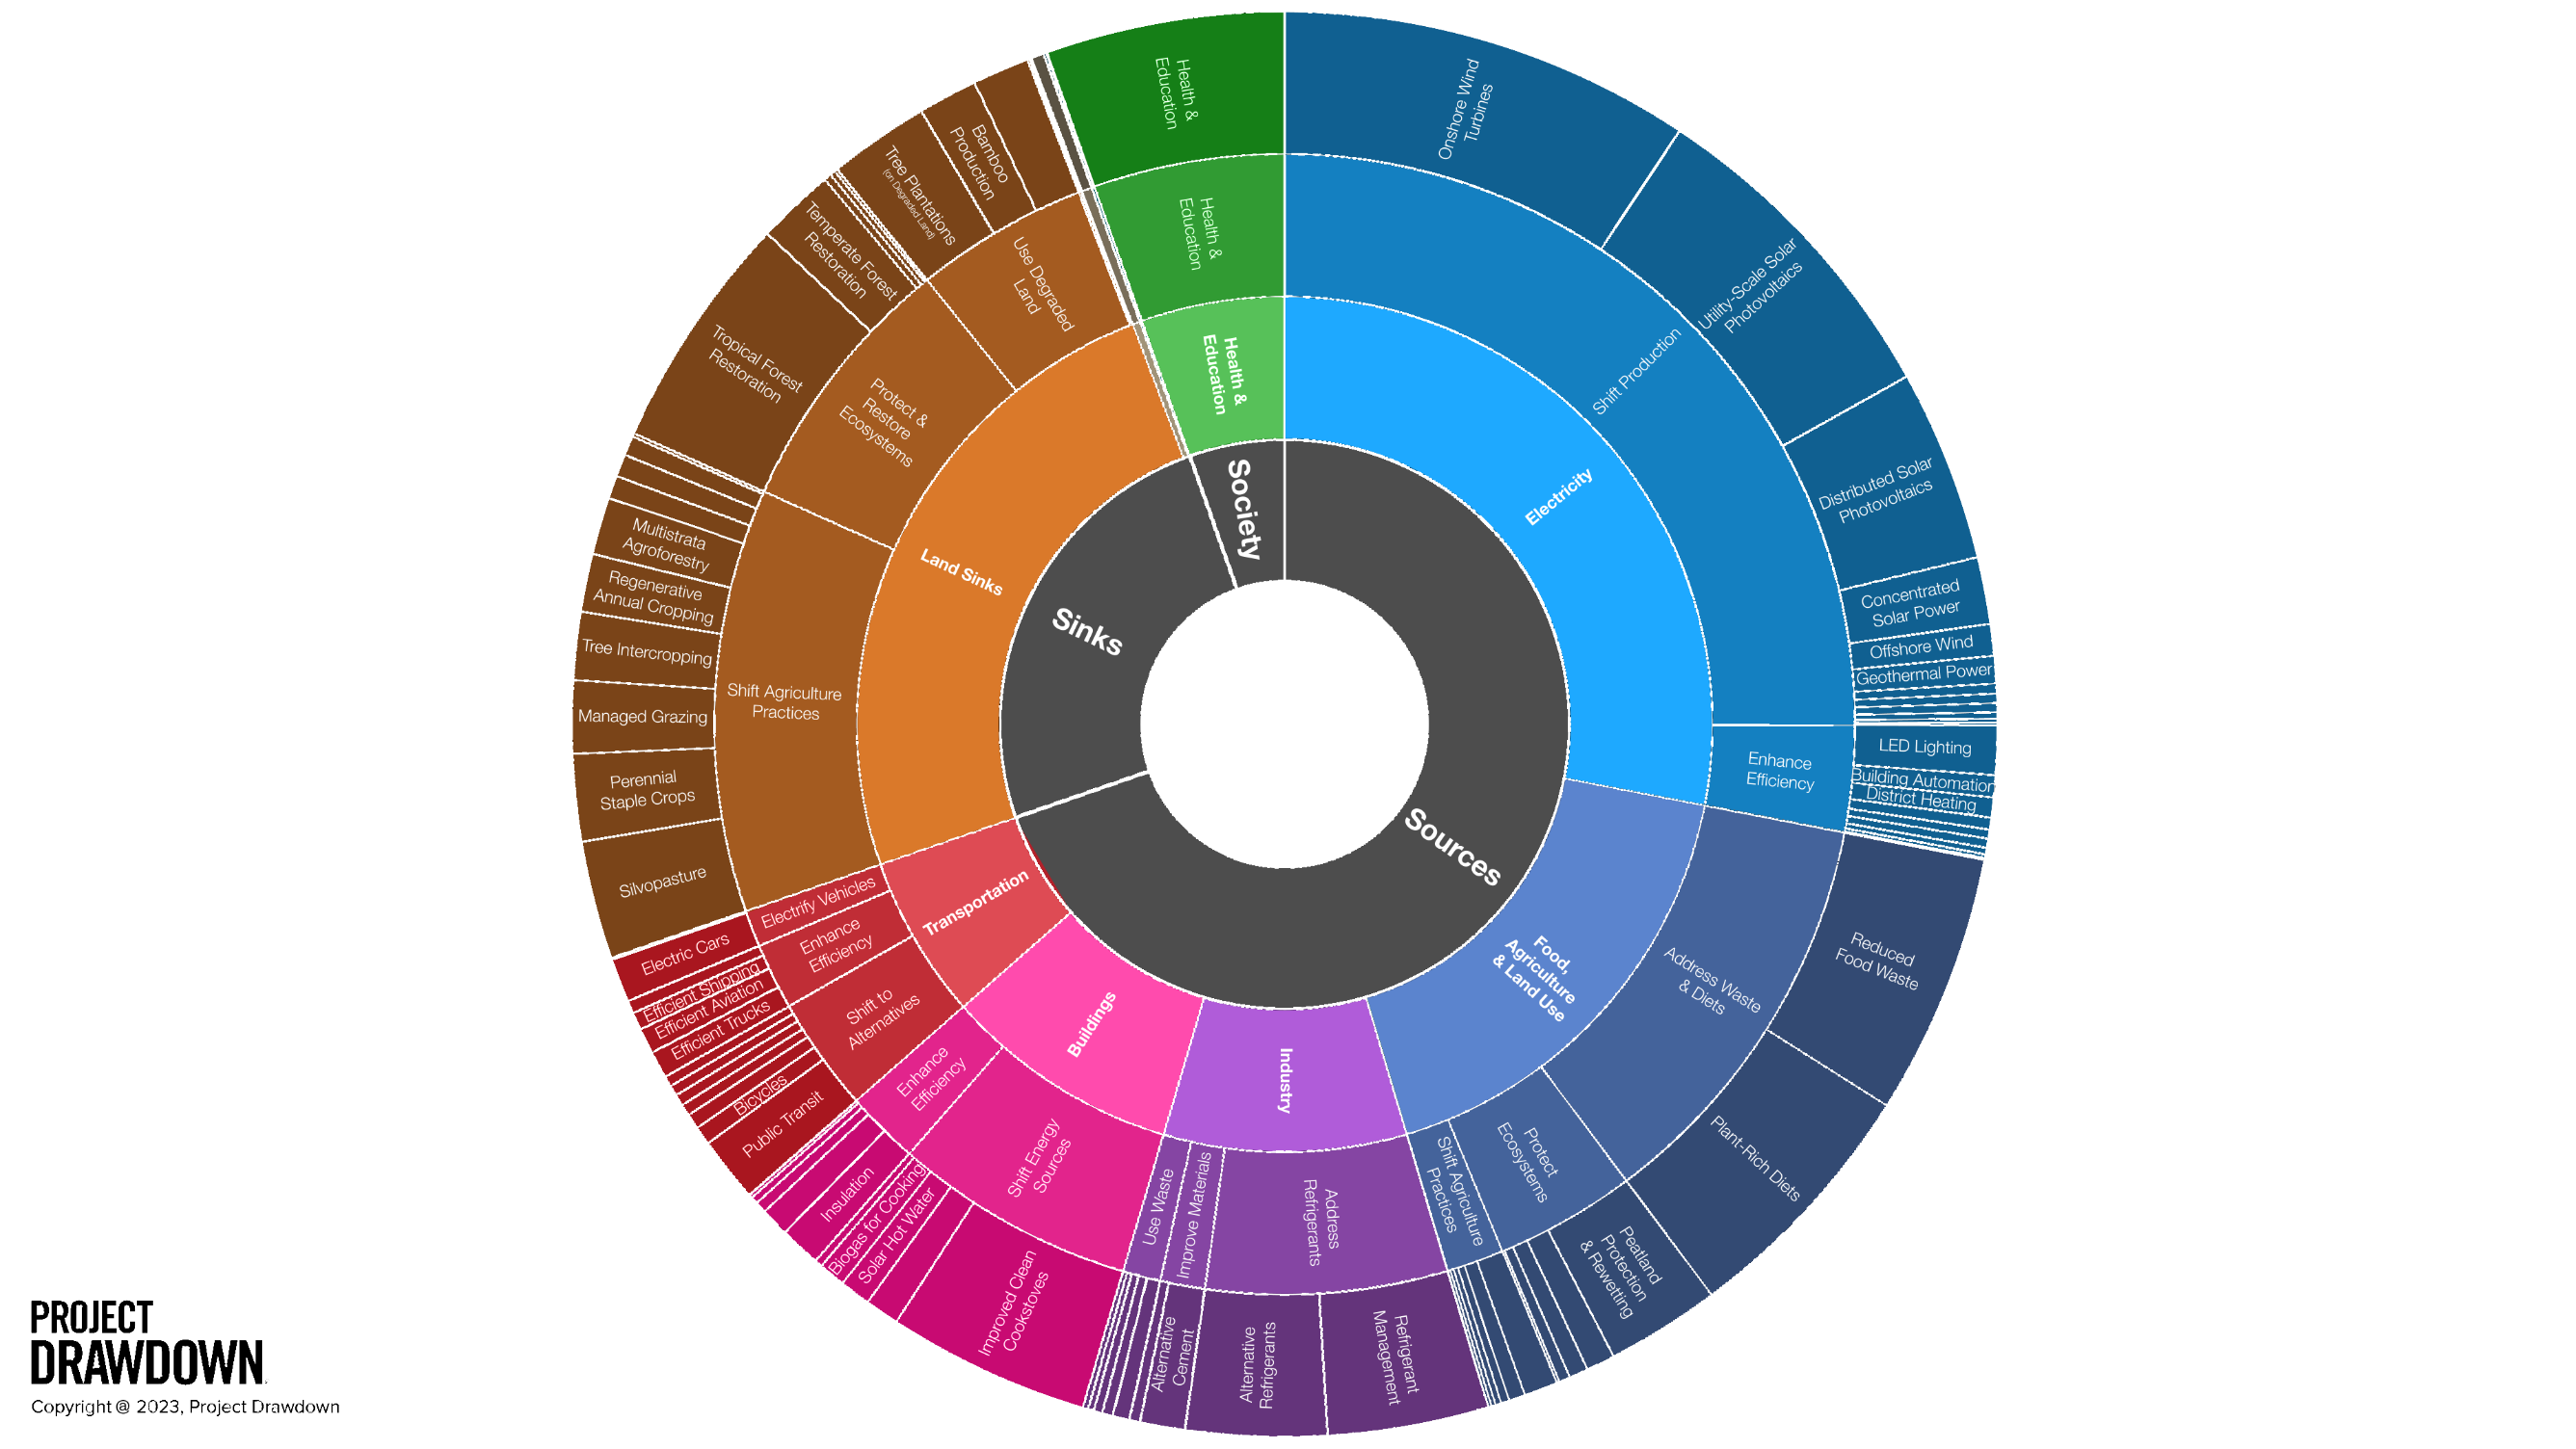 Sources
Sinks
Society
Electricity
Shift Production
Onshore Wind
Turbines
Utility-Scale Solar
Photovoltaics
Distributed Solar
Photovoltaics
Concentrated
Solar Power
Offshore Wind
Geothermal Power
Enhance
Efficiency
LED Lighting
Building Automation
District Heating
Food,
Agriculture
& Land Use
Address Waste
& Diets
Reduced
Food Waste
Plant-Rich Diets
Protect
Ecosystems
Peatland
Protection
& Rewetting
Shift Agriculture
Practices
Industry
Address
Refrigerants
Refrigerant
Management
Alternative
Refrigerants
Improve Materials
Alternative
Cement
Use Waste
Buildings
Shift Energy
Sources
Improved Clean
Cookstoves
Solar Hot Water
Biogas for Cooking
Enhance
Efficiency
Insulation
Transportation
Shift to
Alternatives
Public Transit
Bicycles
Enhance
Efficiency
Efficient Trucks
Efficient Aviation
Efficient Shipping
Electrify Vehicles
Electric Cars
Land Sinks
Shift Agriculture
Practices
Silvopasture
Perennial
Staple Crops
Managed Grazing
Tree Intercropping
Regenerative
Annual Cropping
Multistrata
Agroforestry
Protect &
Restore
Ecosystems
Tropical Forest
Restoration
Temperate Forest
Restoration
Use Degraded
Land
Tree Plantations
(on Degraded Land)
Bamboo
Production
Health &
Education
Health &
Education
Health &
Education
PROJECT
DRAWDOWN.
Copyright @ 2023, Project Drawdown